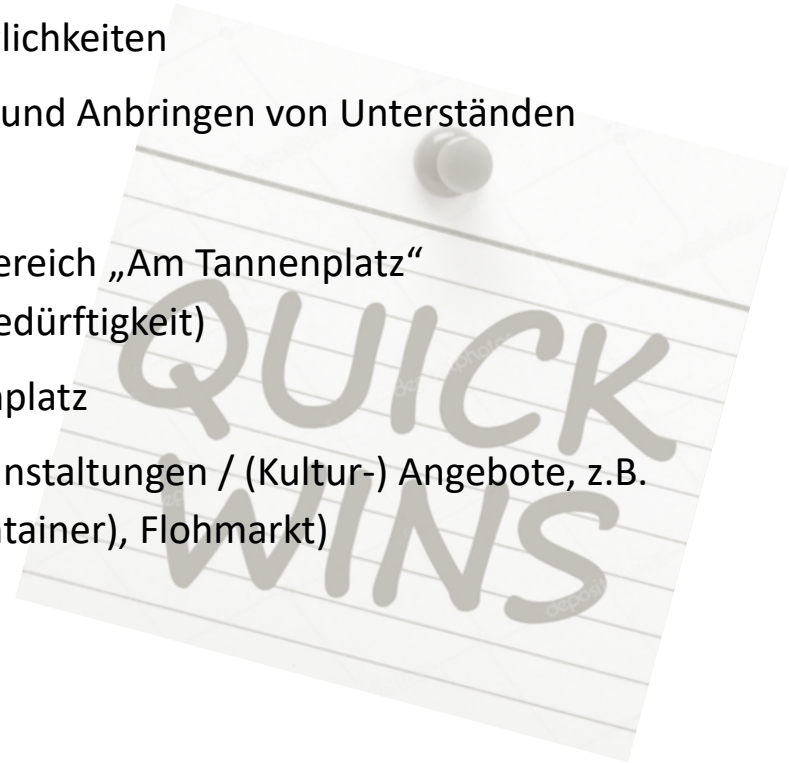 lichkeiten
und Anbringen von Unterständen
ereich „Am Tannenplatz“
edürftigkeit)
nplatz
nstaltungen / (Kultur-) Angebote, z.B.
tainer), Flohmarkt)
QUICK
WINS